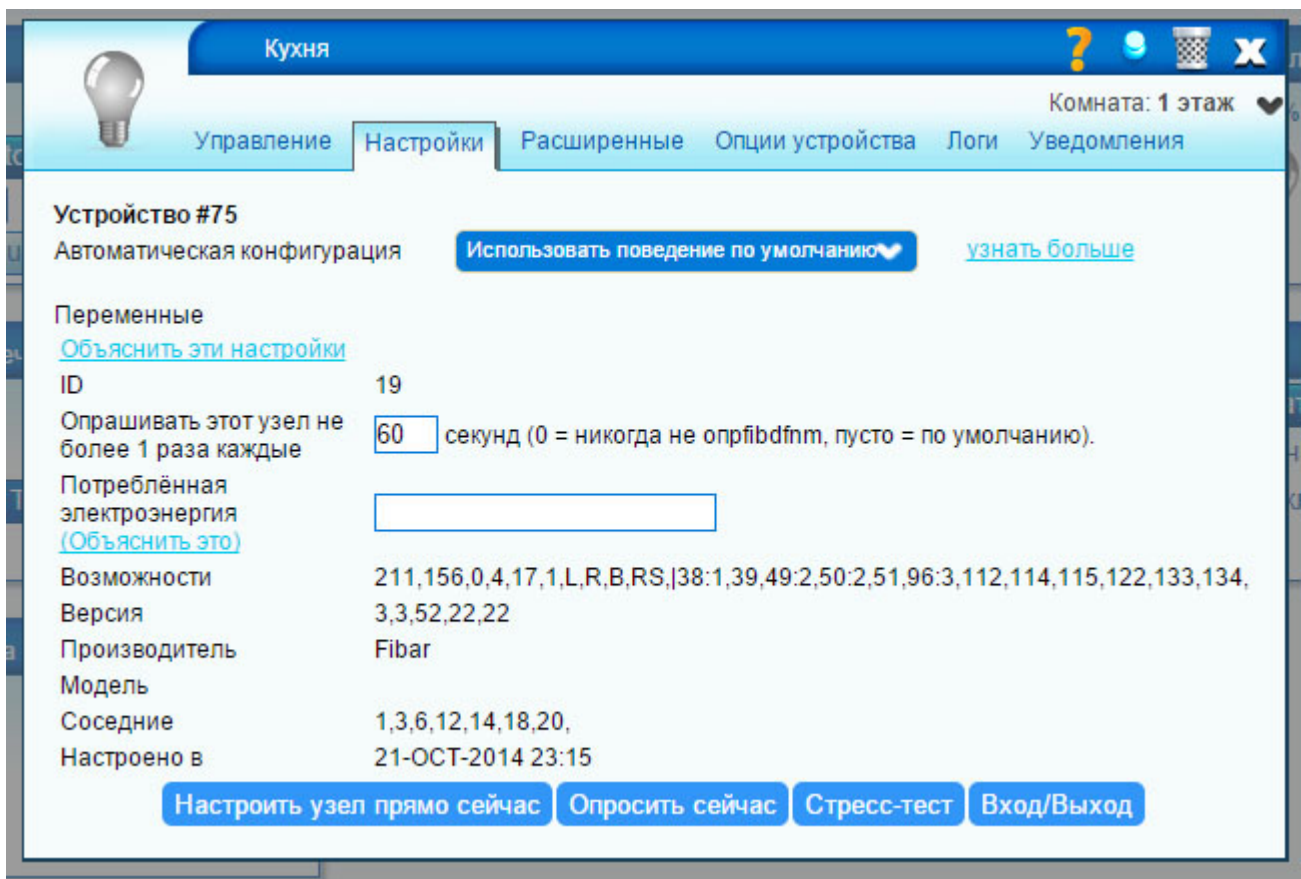 Кухня
Комната: 1 этаж
Управление Настройки Расширенные Опции устройства Логи Уведомления
Устройство #75
Автоматическая конфигурация Использовать поведение по умолчанию узнать больше
Переменные
Объяснить эти настройки
ID 19
Опрашивать этот узел не
более 1 раза каждые 60 секунд (0 = никогда не опрfibdfnm, пусто = по умолчанию).
Потреблённая
электроэнергия
(Объяснить это)
Возможности 211,156,0,4,17,1,L,R,B,RS,|38:1,39,49:2,50:2,51,96:3,112,114,115,122,133,134,
Версия 3,3,52,22,22
Производитель Fibar
Модель
Соседние 1,3,6,12,14,18,20,
Настроено в 21-OCT-2014 23:15
Настроить узел прямо сейчас Опросить сейчас Стресс-тест Вход/Выход